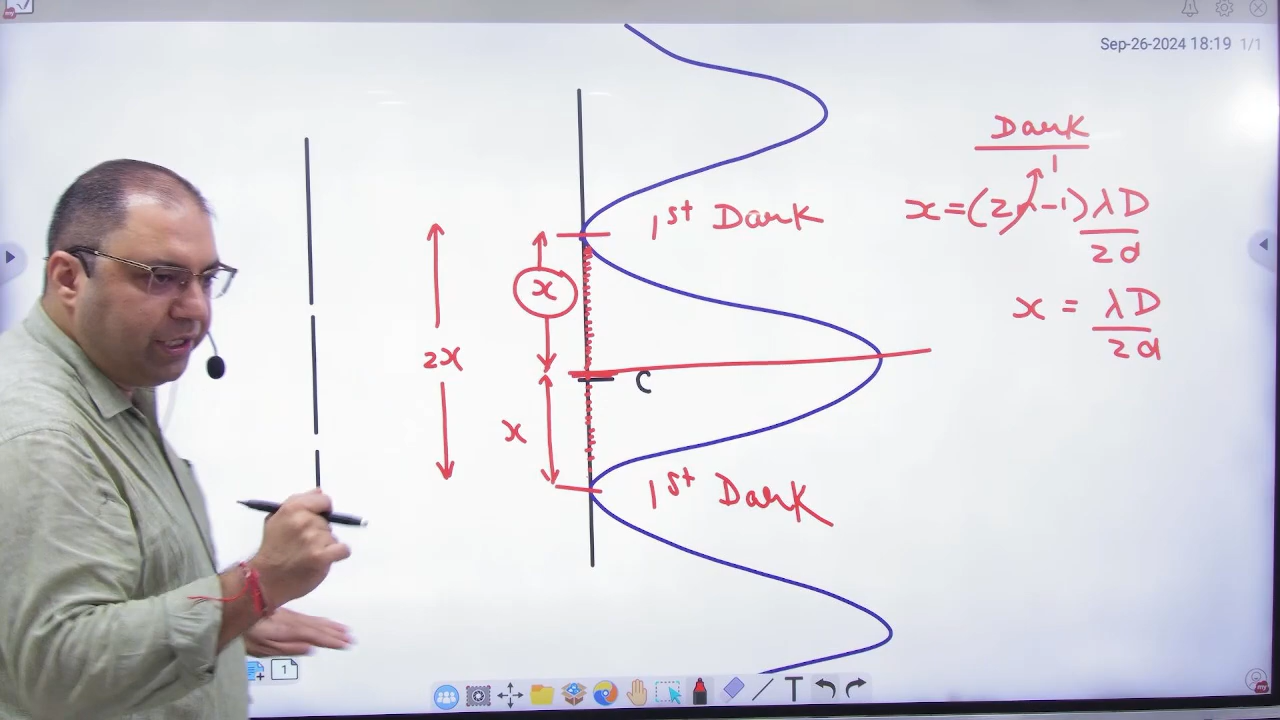 Sep-26-2024 18:19 1/1
Dark
1
x=(2n-1)λD
2d
x = λD
2d
1st Dark
x
2x
C
x
1st Dark
1
T